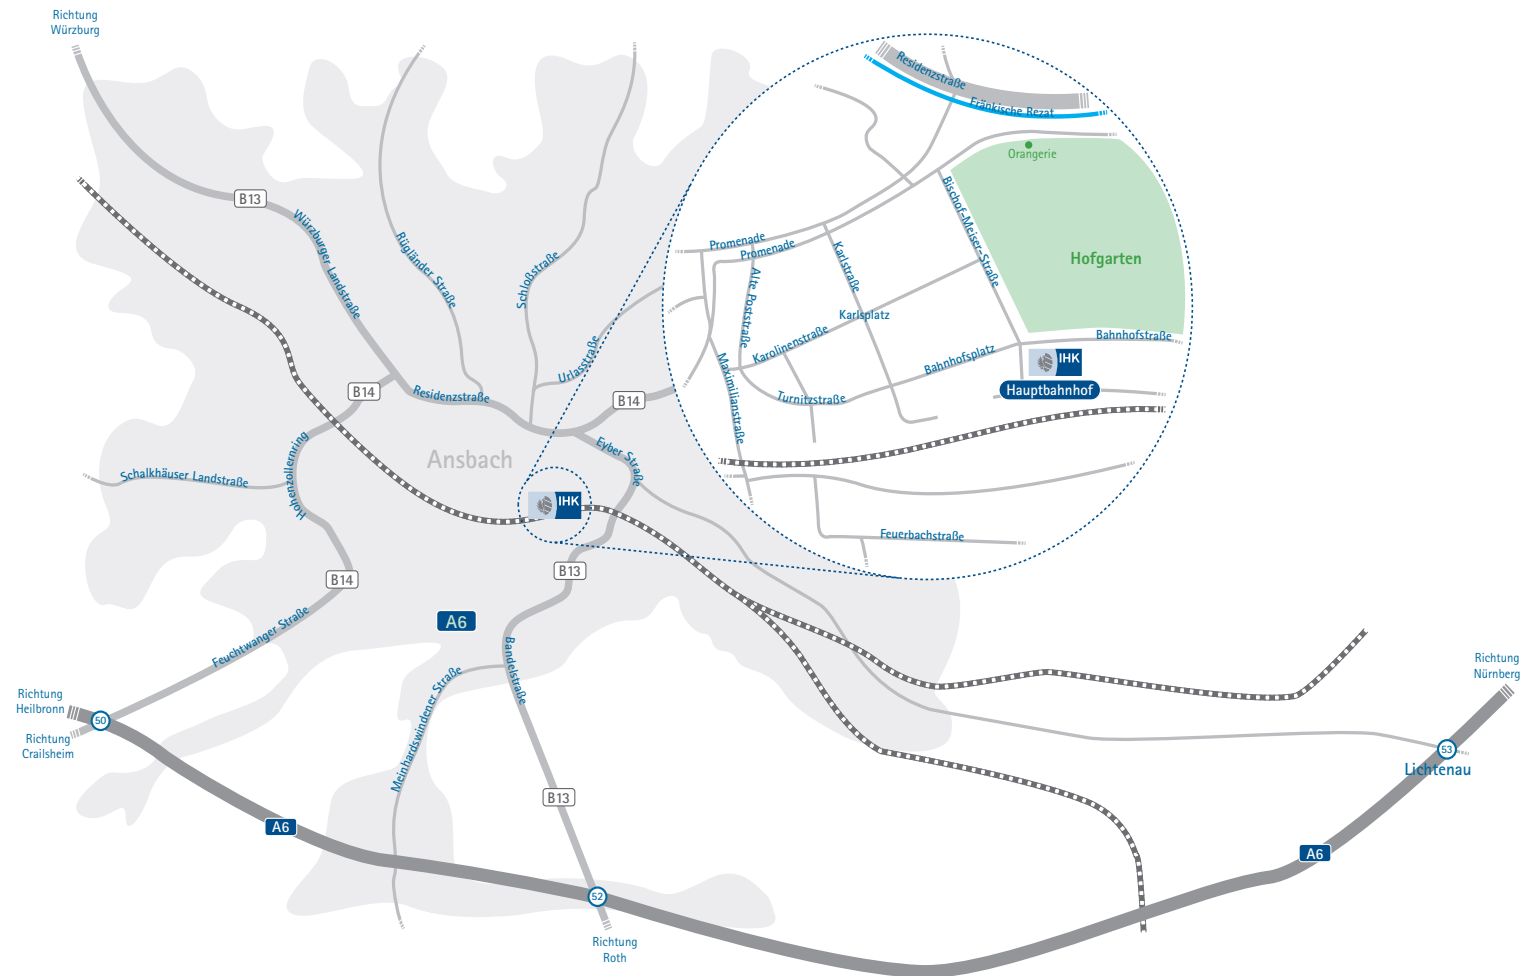 Richtung
Würzburg
Residenzstraße
Fränkische Rezat
Orangerie
B13
Bischof-Meiser-Straße
Würzburger Landstraße
Rügländer Straße
Schloßstraße
Promenade
Promenade
Karlstraße
Hofgarten
Alte Poststraße
Karlsplatz
Karolinenstraße
Bahnhofstraße
Urlasstraße
Maximilianstraße
Bahnhofsplatz
IHK
Hauptbahnhof
B14
Residenzstraße
B14
Turnitzstraße
Eyber Straße
Ansbach
Hohenzollernring
Schalkhäuser Landstraße
IHK
Feuerbachstraße
B14
B13
A6
Feuchtwanger Straße
Bandelstraße
Meinhardswindener Straße
Richtung
Heilbronn
50
Richtung
Crailsheim
Richtung
Nürnberg
53
Lichtenau
B13
A6
A6
52
Richtung
Roth